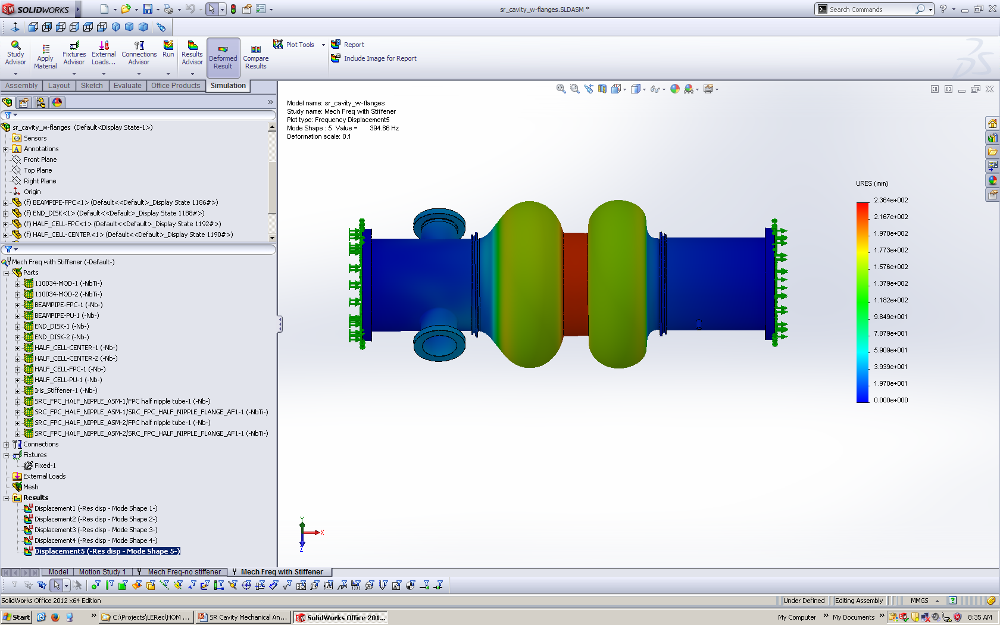 SOLIDWORKS
sr_cavity_w-flanges.SLDASM *
Search Commands
Study Advisor
Apply Material
Fixtures Advisor
External Loads...
Connections Advisor
Run
Results Advisor
Deformed Result
Compare Results
Plot Tools
Report
Include Image for Report
Assembly
Layout
Sketch
Evaluate
Office Products
Simulation
sr_cavity_w-flanges (Default<Display State-1>)
Sensors
Annotations
Front Plane
Top Plane
Right Plane
Origin
(f) BEAMPIPE-FPC<1> (Default<<Default>_Display State 1186#>)
(f) END_DISK<1> (Default<<Default>_Display State 1188#>)
(f) HALF_CELL-FPC<1> (Default<<Default>_Display State 1192#>)
(f) HALF_CELL-CENTER<1> (Default<<Default>_Display State 1190#>)
Mech Freq with Stiffener (-Default-)
Parts
110034-MOD-1 (-NbTi-)
110034-MOD-2 (-NbTi-)
BEAMPIPE-FPC-1 (-Nb-)
BEAMPIPE-PU-1 (-Nb-)
END_DISK-1 (-Nb-)
END_DISK-2 (-Nb-)
HALF_CELL-CENTER-1 (-Nb-)
HALF_CELL-CENTER-2 (-Nb-)
HALF_CELL-FPC-1 (-Nb-)
HALF_CELL-PU-1 (-Nb-)
Iris_Stiffener-1 (-Nb-)
SRC_FPC_HALF_NIPPLE_ASM-1/FPC half nipple tube-1 (-Nb-)
SRC_FPC_HALF_NIPPLE_ASM-1/SRC_FPC_HALF_NIPPLE_FLANGE_AF1-1 (-NbTi-)
SRC_FPC_HALF_NIPPLE_ASM-2/FPC half nipple tube-1 (-Nb-)
SRC_FPC_HALF_NIPPLE_ASM-2/SRC_FPC_HALF_NIPPLE_FLANGE_AF1-1 (-NbTi-)
Connections
Fixtures
Fixed-1
External Loads
Mesh
Results
Displacement1 (-Res disp - Mode Shape 1-)
Displacement2 (-Res disp - Mode Shape 2-)
Displacement3 (-Res disp - Mode Shape 3-)
Displacement4 (-Res disp - Mode Shape 4-)
Displacement5 (-Res disp - Mode Shape 5-)
Model name: sr_cavity_w-flanges
Study name: Mech Freq with Stiffener
Plot type: Frequency Displacement5
Mode Shape : 5 Value = 394.66 Hz
Deformation scale: 0.1
URES (mm)
2.364e+002
2.167e+002
1.970e+002
1.773e+002
1.576e+002
1.379e+002
1.182e+002
9.849e+001
7.879e+001
5.909e+001
3.939e+001
1.970e+001
0.000e+000
Y
X
Z
Model
Motion Study 1
Mech Freq-no stiffener
Mech Freq with Stiffener
SolidWorks Office 2012 x64 Edition
Under Defined
Editing Assembly
MMGS
Start
C:\Projects\LERec\HOM ...
SR Cavity Mechanical An...
SolidWorks Office 201...
My Computer
My Documents
8:35 AM